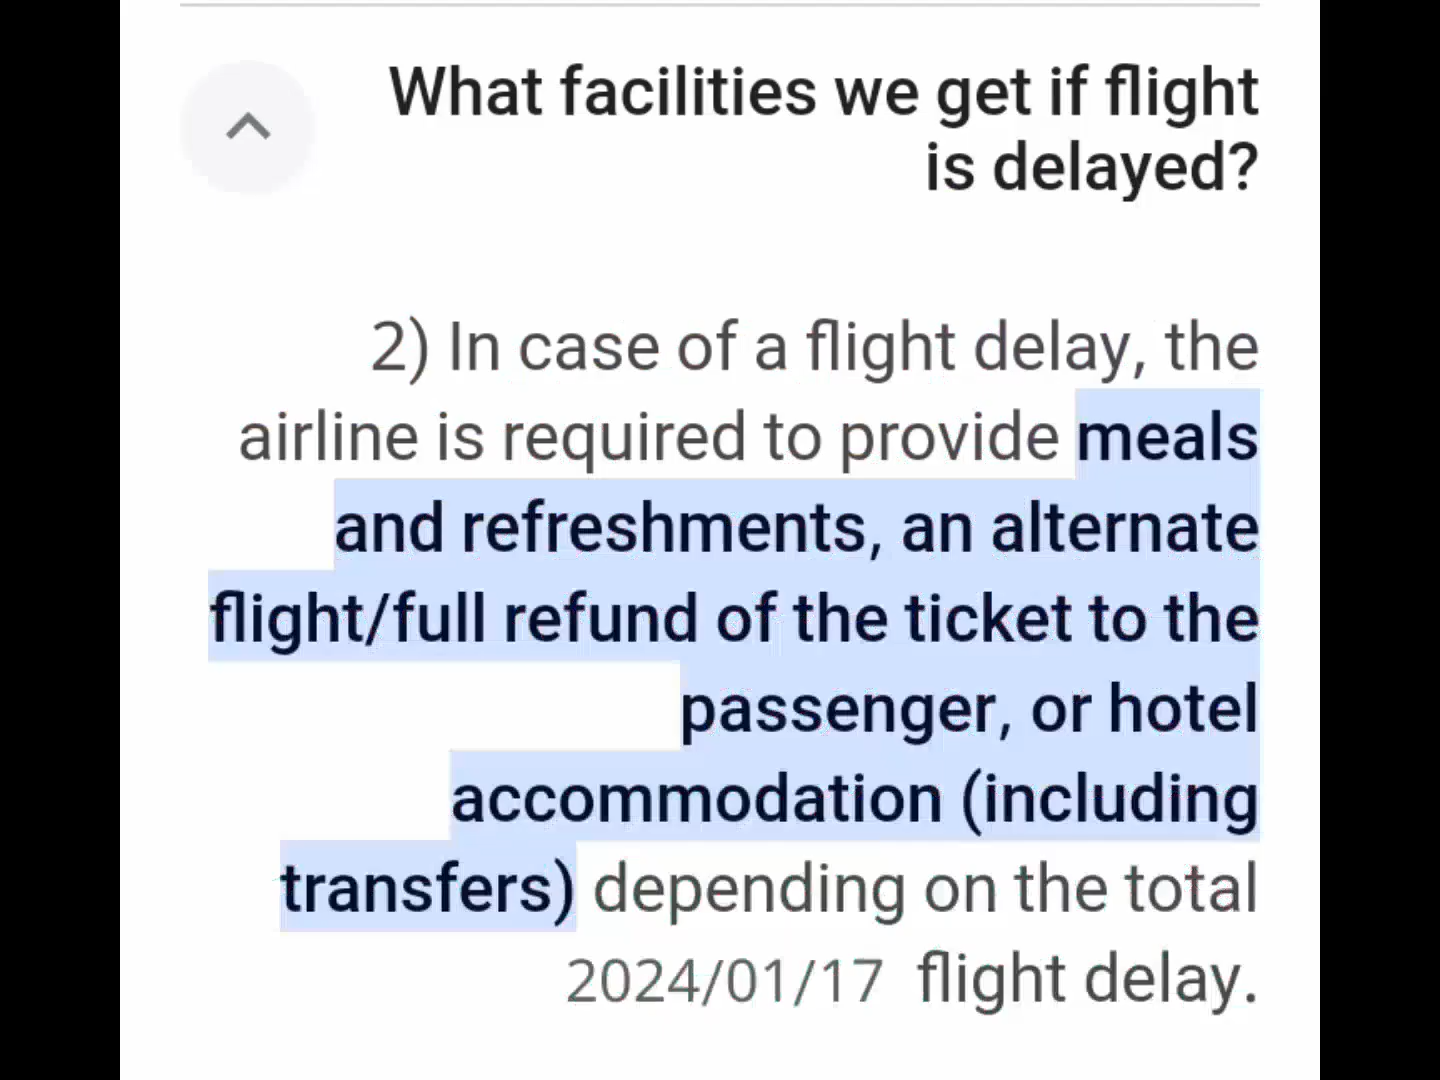 What facilities we get if flight
is delayed?
2) In case of a flight delay, the
airline is required to provide meals
and refreshments, an alternate
flight/full refund of the ticket to the
passenger, or hotel
accommodation (including
transfers) depending on the total
2024/01/17 flight delay.